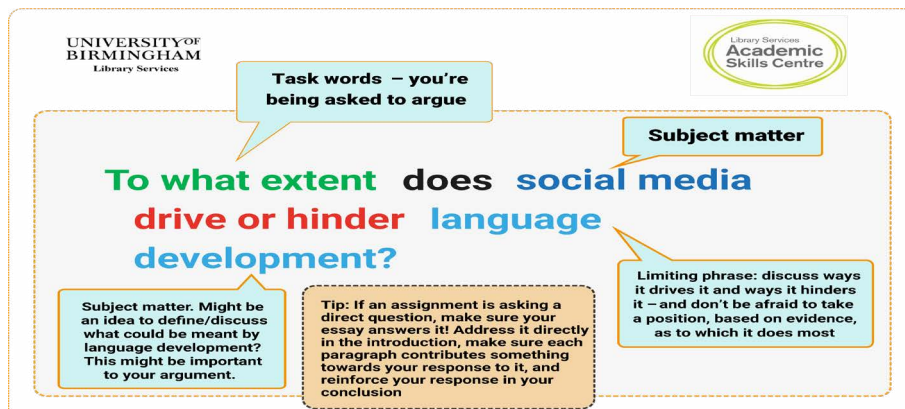 UNIVERSITYOF
BIRMINGHAM
Library Services
Library Services
Academic
Skills Centre
Task words – you're
being asked to argue
Subject matter
To what extent does social media
drive or hinder language
development?
Subject matter. Might be
an idea to define/discuss
what could be meant by
language development?
This might be important
to your argument.
Tip: If an assignment is asking a
direct question, make sure your
essay answers it! Address it directly
in the introduction, make sure each
paragraph contributes something
towards your response to it, and
reinforce your response in your
conclusion
Limiting phrase: discuss ways
it drives it and ways it hinders
it – and don't be afraid to take
a position, based on evidence,
as to which it does most